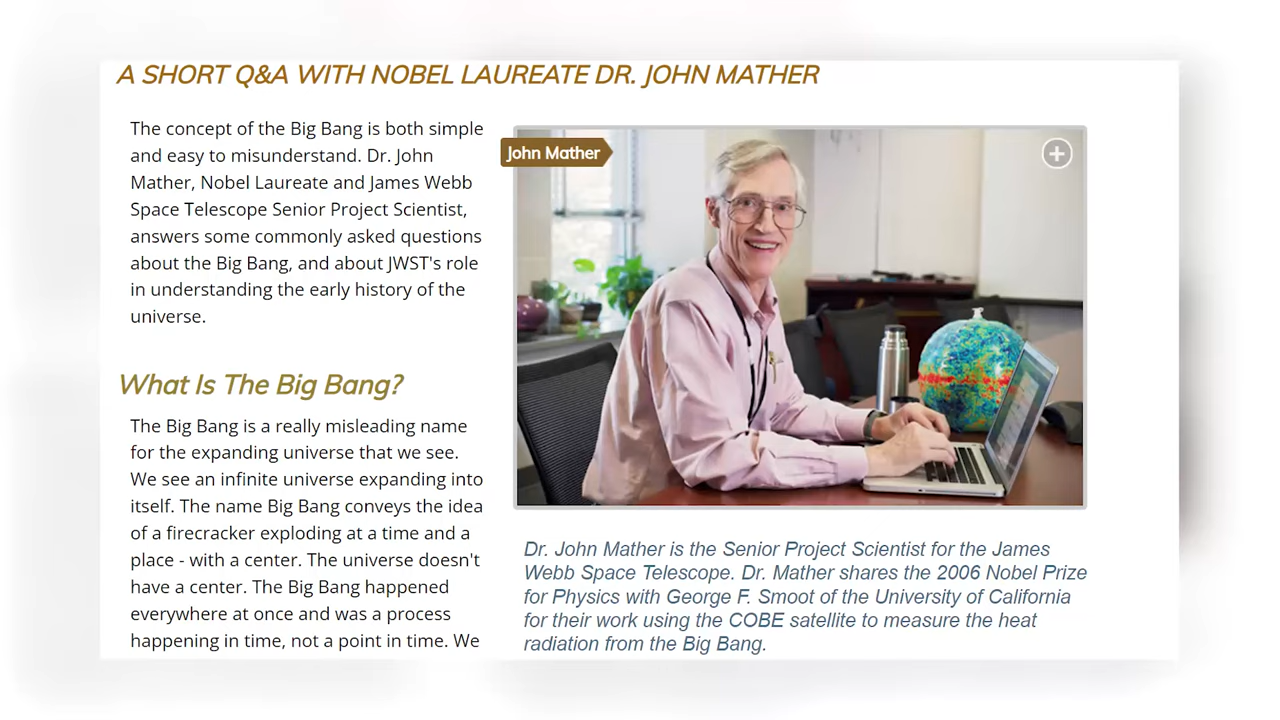 A SHORT Q&A WITH NOBEL LAUREATE DR. JOHN MATHER
The concept of the Big Bang is both simple
and easy to misunderstand. Dr. John
Mather, Nobel Laureate and James Webb
Space Telescope Senior Project Scientist,
answers some commonly asked questions
about the Big Bang, and about JWST's role
in understanding the early history of the
universe.
What Is The Big Bang?
The Big Bang is a really misleading name
for the expanding universe that we see.
We see an infinite universe expanding into
itself. The name Big Bang conveys the idea
of a firecracker exploding at a time and a
place - with a center. The universe doesn't
have a center. The Big Bang happened
everywhere at once and was a process
happening in time, not a point in time. We
John Mather
Dr. John Mather is the Senior Project Scientist for the James
Webb Space Telescope. Dr. Mather shares the 2006 Nobel Prize
for Physics with George F. Smoot of the University of California
for their work using the COBE satellite to measure the heat
radiation from the Big Bang.